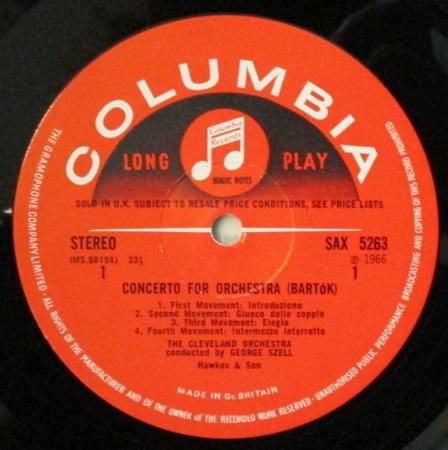 COLUMBIA
Columbia
Records
MAGIC NOTES
LONG PLAY
SOLD IN U.K. SUBJECT TO RESALE PRICE CONDITIONS, SEE PRICE LISTS
STEREO SAX 5263
(MS.6815A) 33⅓ ℗ 1966
1 1
CONCERTO FOR ORCHESTRA (BARTÓK)
1. First Movement: Introduzione
2. Second Movement: Giuoco delle copple
3. Third Movement: Elegia
4. Fourth Movement: Intermezzo interrotto
THE CLEVELAND ORCHESTRA
conducted by GEORGE SZELL
Hawkes & Son
MADE IN Gt. BRITAIN
THE GRAMOPHONE COMPANY LIMITED. ALL RIGHTS OF THE MANUFACTURER AND OF THE OWNER OF THE RECORDED WORK RESERVED. UNAUTHORISED PUBLIC PERFORMANCE BROADCASTING AND COPYING OF THIS RECORD PROHIBITED